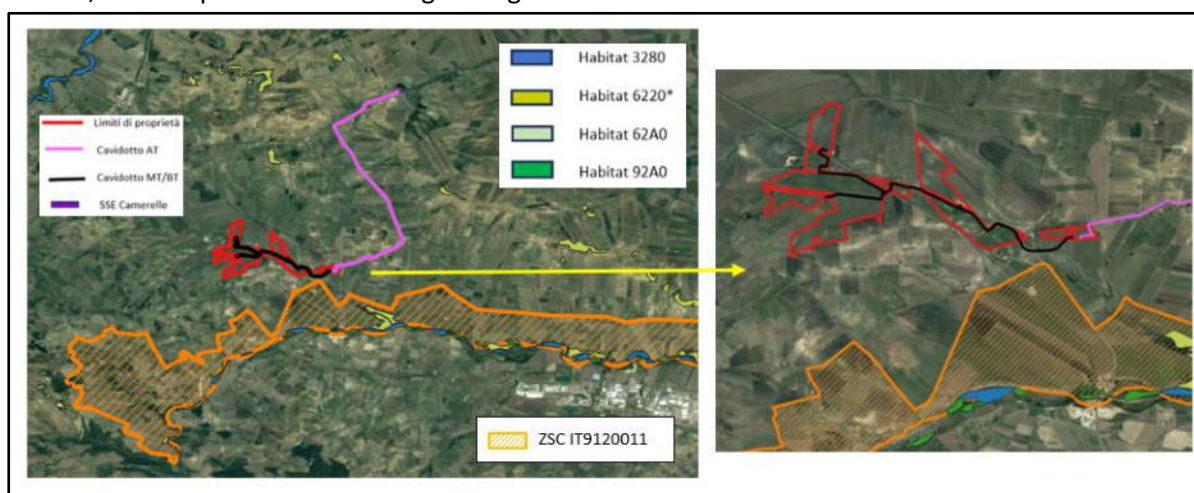 Limiti di proprietà
Cavidotto AT
Cavidotto MT/BT
SSE Camerelle
Habitat 3280
Habitat 6220*
Habitat 62A0
Habitat 92A0
ZSC IT9120011